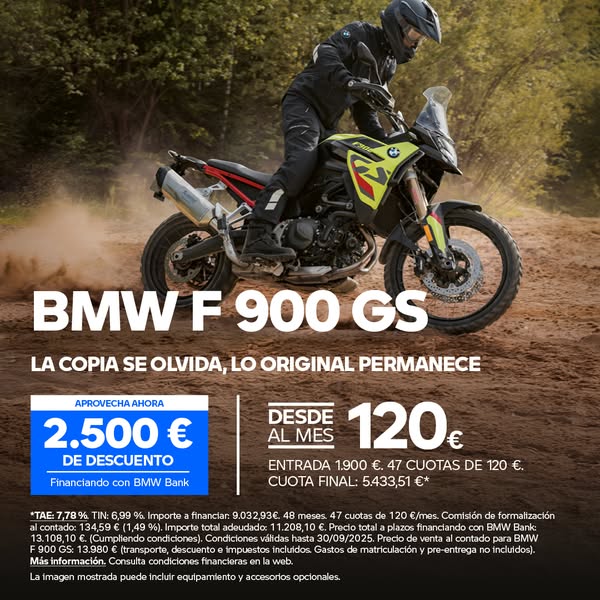 BMW F 900 GS
LA COPIA SE OLVIDA, LO ORIGINAL PERMANECE
APROVECHA AHORA
2.500 €
DE DESCUENTO
Financiando con BMW Bank
DESDE
AL MES
120€
ENTRADA 1.900 €. 47 CUOTAS DE 120 €.
CUOTA FINAL: 5.433,51 €*
*TAE: 7,78 %. TIN: 6,99 %. Importe a financiar: 9.032,93€. 48 meses. 47 cuotas de 120 €/mes. Comisión de formalización
al contado: 134,59 € (1,49 %). Importe total adeudado: 11.208,10 €. Precio total a plazos financiando con BMW Bank:
13.108,10 €. (Cumpliendo condiciones). Condiciones válidas hasta 30/09/2025. Precio de venta al contado para BMW
F 900 GS: 13.980 € (transporte, descuento e impuestos incluidos. Gastos de matriculación y pre-entrega no incluidos).
Más información. Consulta condiciones financieras en la web.
La imagen mostrada puede incluir equipamiento y accesorios opcionales.